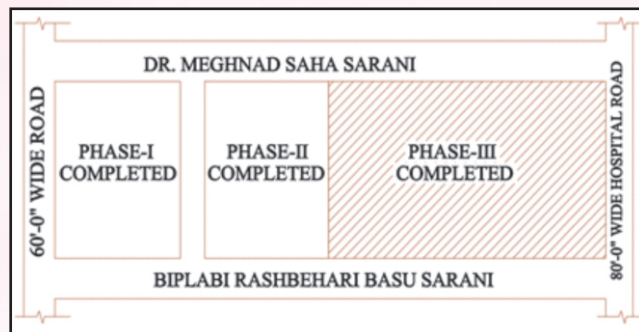 DR. MEGHNAD SAHA SARANI
60'-0" WIDE ROAD
PHASE-I
COMPLETED
PHASE-II
COMPLETED
PHASE-III
COMPLETED
80'-0" WIDE HOSPITAL ROAD
BIPLABI RASHBEHARI BASU SARANI